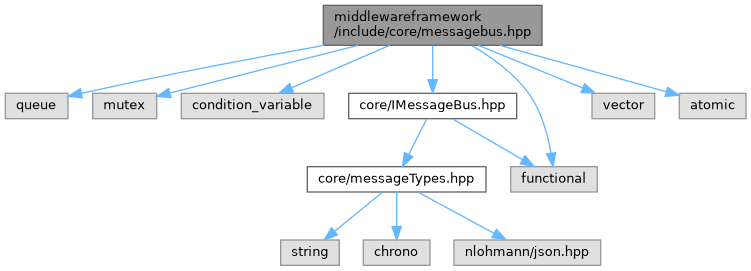 middlewareframework
/include/core/messagebus.hpp
queue
mutex
condition_variable
core/IMessageBus.hpp
vector
atomic
core/messageTypes.hpp
functional
string
chrono
nlohmann/json.hpp